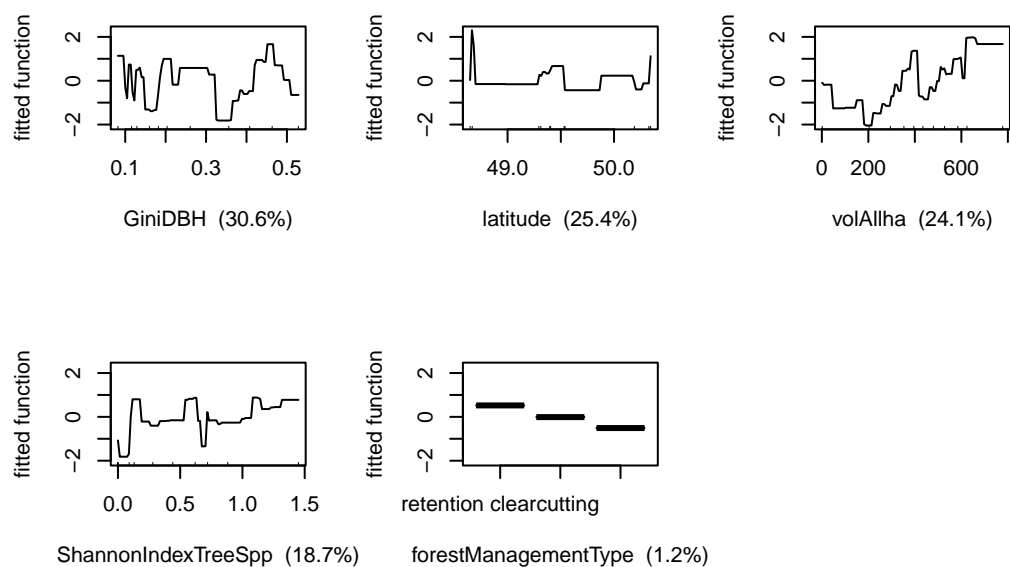 fitted function
2
0
−2
0.1
0.3
0.5
GiniDBH (30.6%)
fitted function
2
0
−2
49.0
50.0
latitude (25.4%)
fitted function
2
0
−2
0
200
600
volAllha (24.1%)
fitted function
2
0
−2
0.0
0.5
1.0
1.5
ShannonIndexTreeSpp (18.7%)
fitted function
2
0
−2
retention clearcutting
forestManagementType (1.2%)